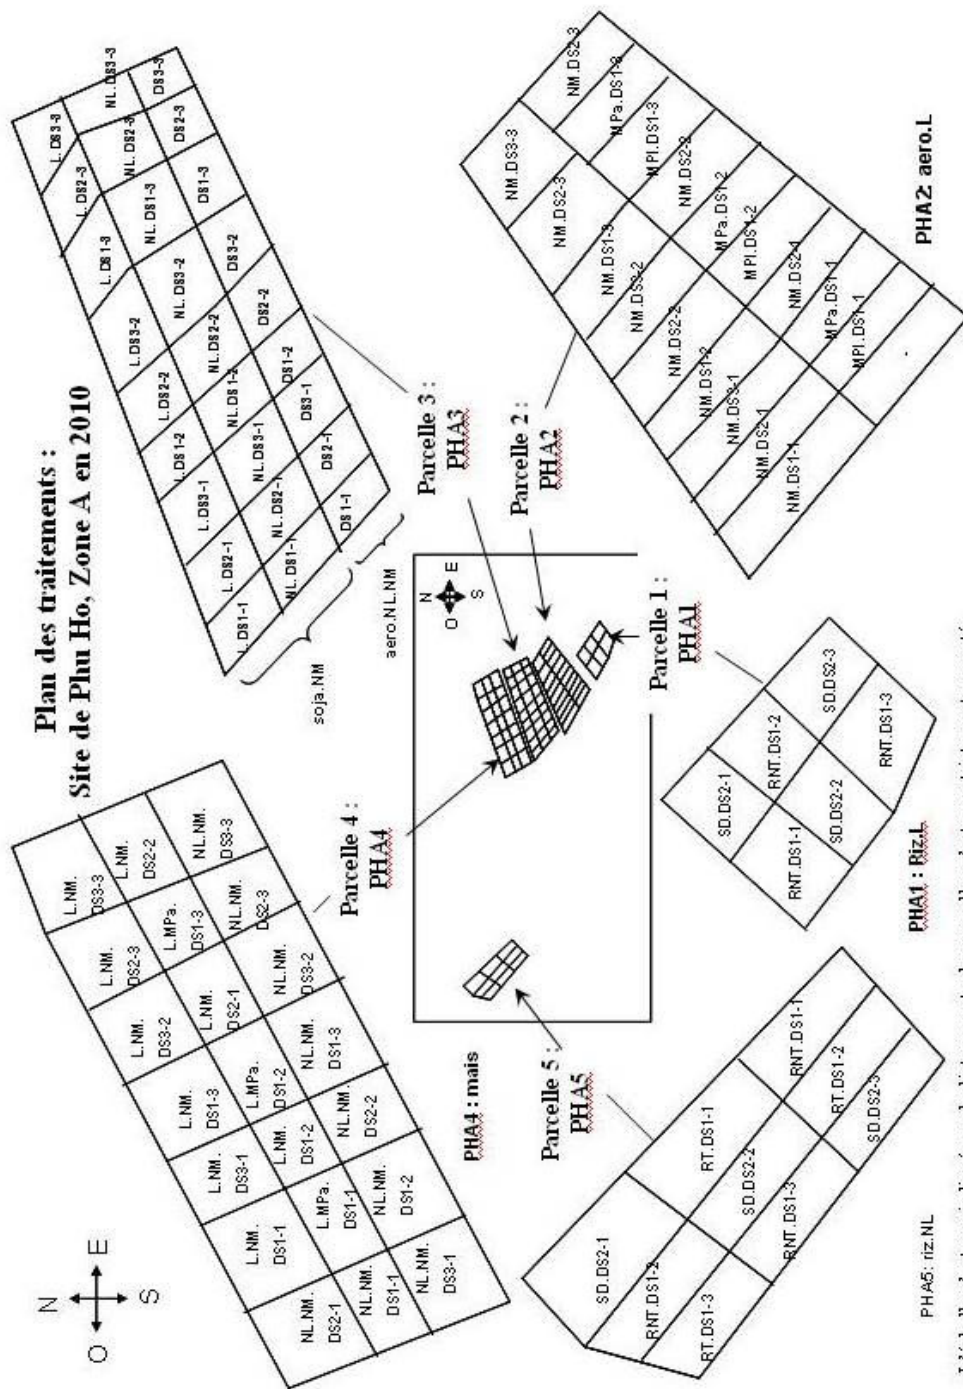 Plan des traitements :
Site de Phu Ho, Zone A en 2010
N
O
E
S
L.NM.
DS3-3
L.NM.
DS2-2
NL.NM.
DS3-3
L.NM.
DS2-3
L.MPa.
DS1-3
NL.NM.
DS2-3
L.NM.
DS3-2
L.NM.
DS2-1
NL.NM.
DS3-2
L.NM.
DS1-3
L.MPa.
DS1-2
NL.NM.
DS1-3
L.NM.
DS3-1
L.NM.
DS1-2
NL.NM.
DS2-2
L.NM.
DS1-1
L.MPa.
DS1-1
NL.NM.
DS1-2
NL.NM.
DS2-1
NL.NM.
DS1-1
NL.NM.
DS3-1
PHA4 : mais
L.DS3-3
NL.DS3-3
DS3-3
L.DS2-3
NL.DS2-3
DS2-3
L.DS1-3
NL.DS1-3
DS1-3
L.DS3-2
NL.DS3-2
DS3-2
L.DS2-2
NL.DS2-2
DS2-2
L.DS1-2
NL.DS1-2
DS1-2
L.DS3-1
NL.DS3-1
DS3-1
L.DS2-1
NL.DS2-1
DS2-1
L.DS1-1
NL.DS1-1
DS1-1
soja.NM
aero.NL.NM
Parcelle 4 :
PHA4
Parcelle 3 :
PHA3
Parcelle 2 :
PHA2
Parcelle 1 :
PHA1
Parcelle 5 :
PHA5
N
O
E
S
SD.DS2-1
RT.DS1-1
RNT.DS1-1
RNT.DS1-2
SD.DS2-2
RT.DS1-2
RT.DS1-3
RNT.DS1-3
SD.DS2-3
PHA5: riz.NL
SD.DS2-1
RNT.DS1-2
SD.DS2-3
RNT.DS1-1
SD.DS2-2
RNT.DS1-3
PHA1 : Riz.L
NM.DS3-3
NM.DS2-3
NM.DS2-3
MPa.DS1-3
NM.DS1-3
MPl.DS1-3
NM.DS3-2
NM.DS2-2
NM.DS2-2
MPa.DS1-2
NM.DS1-2
MPl.DS1-2
NM.DS3-1
NM.DS2-1
NM.DS2-1
MPa.DS1-1
NM.DS1-1
MPl.DS1-1
PHA2: aero.L